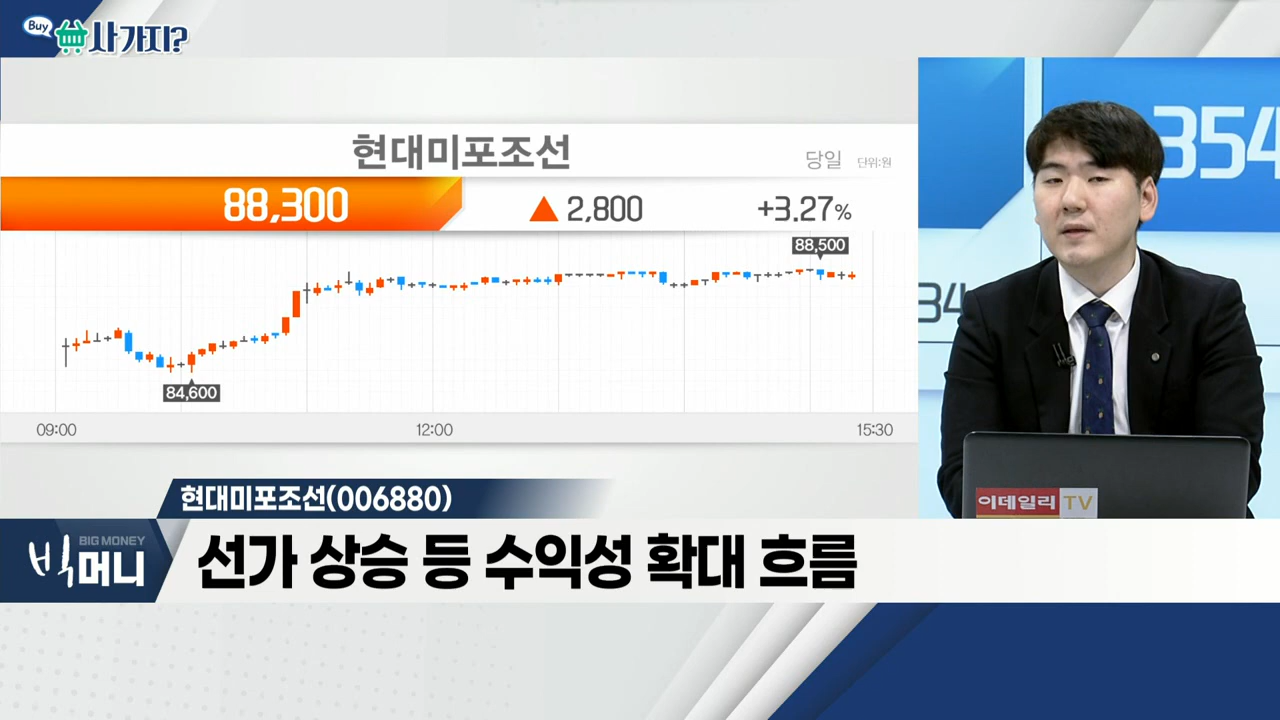 Buy
사가지?
현대미포조선
당일 단위:원
88,300 ▲ 2,800 +3.27%
88,500
84,600
09:00 12:00 15:30
354
34
이데일리 TV
현대미포조선(006880)
BIG MONEY
빅머니
선가 상승 등 수익성 확대 흐름